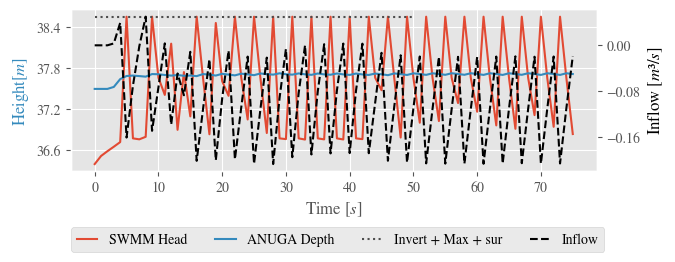 38.4
37.8
37.2
36.6
Height[m]
0.00
−0.08
−0.16
Inflow [m³/s]
0 10 20 30 40 50 60 70
Time [s]
SWMM Head ANUGA Depth Invert + Max + sur Inflow